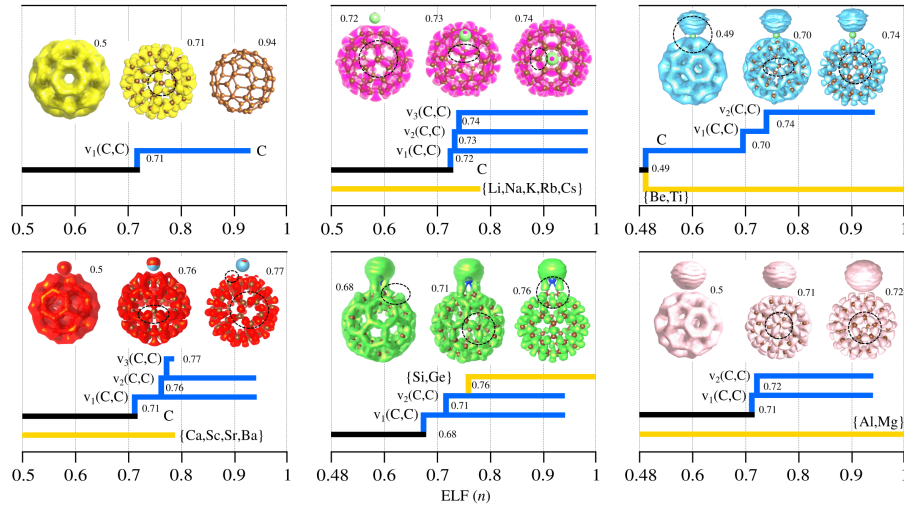 0.5
0.71
0.94
v1(C,C)
C
0.71
0.5 0.6 0.7 0.8 0.9 1
0.72
0.73
0.74
v3(C,C)
0.74
v2(C,C)
0.73
v1(C,C)
0.72
C
{Li,Na,K,Rb,Cs}
0.5 0.6 0.7 0.8 0.9 1
0.49
0.70
0.74
v2(C,C)
0.74
v1(C,C)
0.70
C
0.49
{Be,Ti}
0.48 0.6 0.7 0.8 0.9 1
0.5
0.76
0.77
v3(C,C)
0.77
v2(C,C)
0.76
v1(C,C)
0.71
C
{Ca,Sc,Sr,Ba}
0.5 0.6 0.7 0.8 0.9 1
0.68
0.71
0.76
{Si,Ge}
0.76
v2(C,C)
0.71
v1(C,C)
0.68
0.48 0.6 0.7 0.8 0.9 1
0.5
0.71
0.72
v2(C,C)
0.72
v1(C,C)
0.71
{Al,Mg}
0.48 0.6 0.7 0.8 0.9 1
ELF (n)